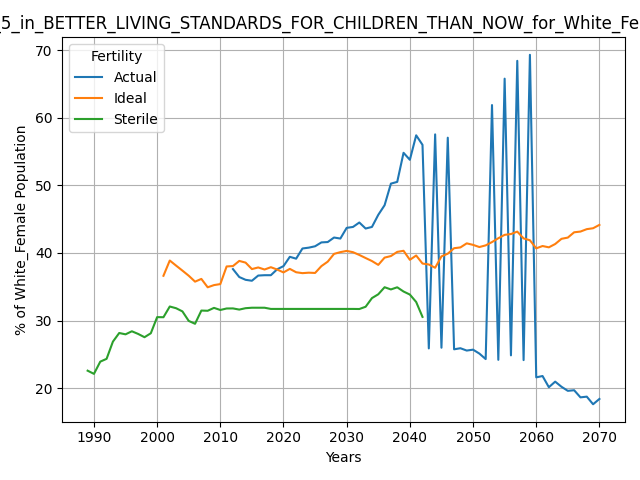 _5_in_BETTER_LIVING_STANDARDS_FOR_CHILDREN_THAN_NOW_for_White_Fe
Fertility
Actual
Ideal
Sterile
% of White_Female Population
70
60
50
40
30
20
1990 2000 2010 2020 2030 2040 2050 2060 2070
Years